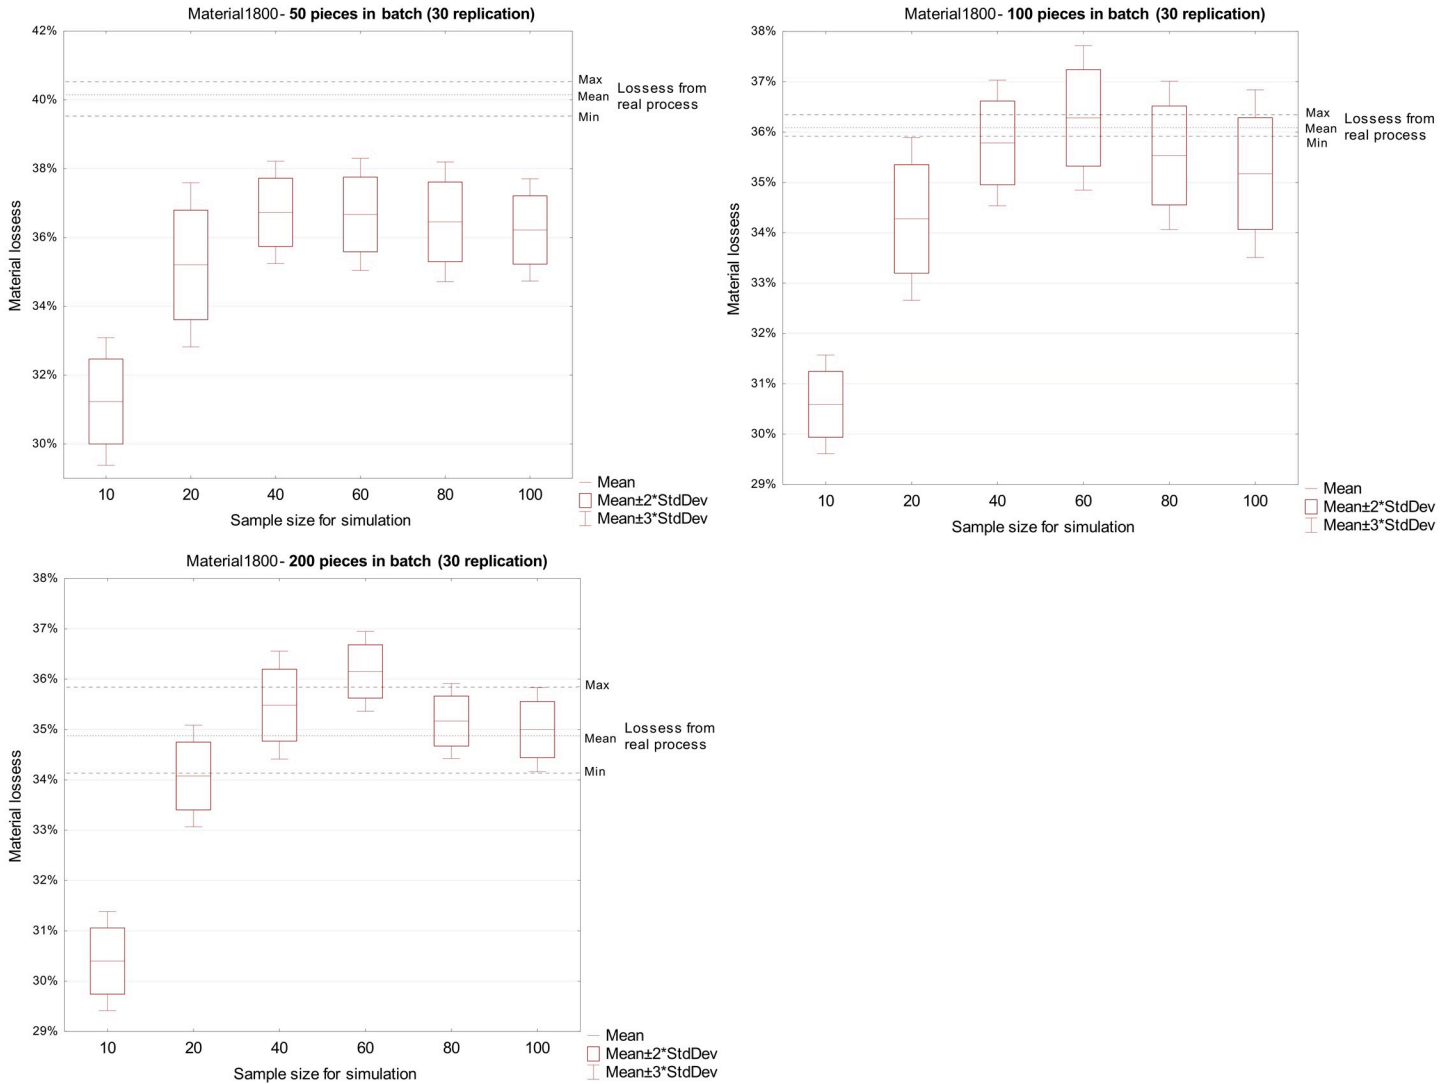 Material1800- 50 pieces in batch (30 replication)
42%
40%
38%
36%
34%
32%
30%
Material lossess
Max
Mean
Min
Lossess from
real process
10 20 40 60 80 100
Sample size for simulation
Mean
Mean±2*StdDev
Mean±3*StdDev
Material1800- 100 pieces in batch (30 replication)
38%
37%
36%
35%
34%
33%
32%
31%
30%
29%
Material lossess
Max
Mean
Min
Lossess from
real process
10 20 40 60 80 100
Sample size for simulation
Mean
Mean±2*StdDev
Mean±3*StdDev
Material1800- 200 pieces in batch (30 replication)
38%
37%
36%
35%
34%
33%
32%
31%
30%
29%
Material lossess
Max
Mean
Min
Lossess from
real process
10 20 40 60 80 100
Sample size for simulation
Mean
Mean±2*StdDev
Mean±3*StdDev